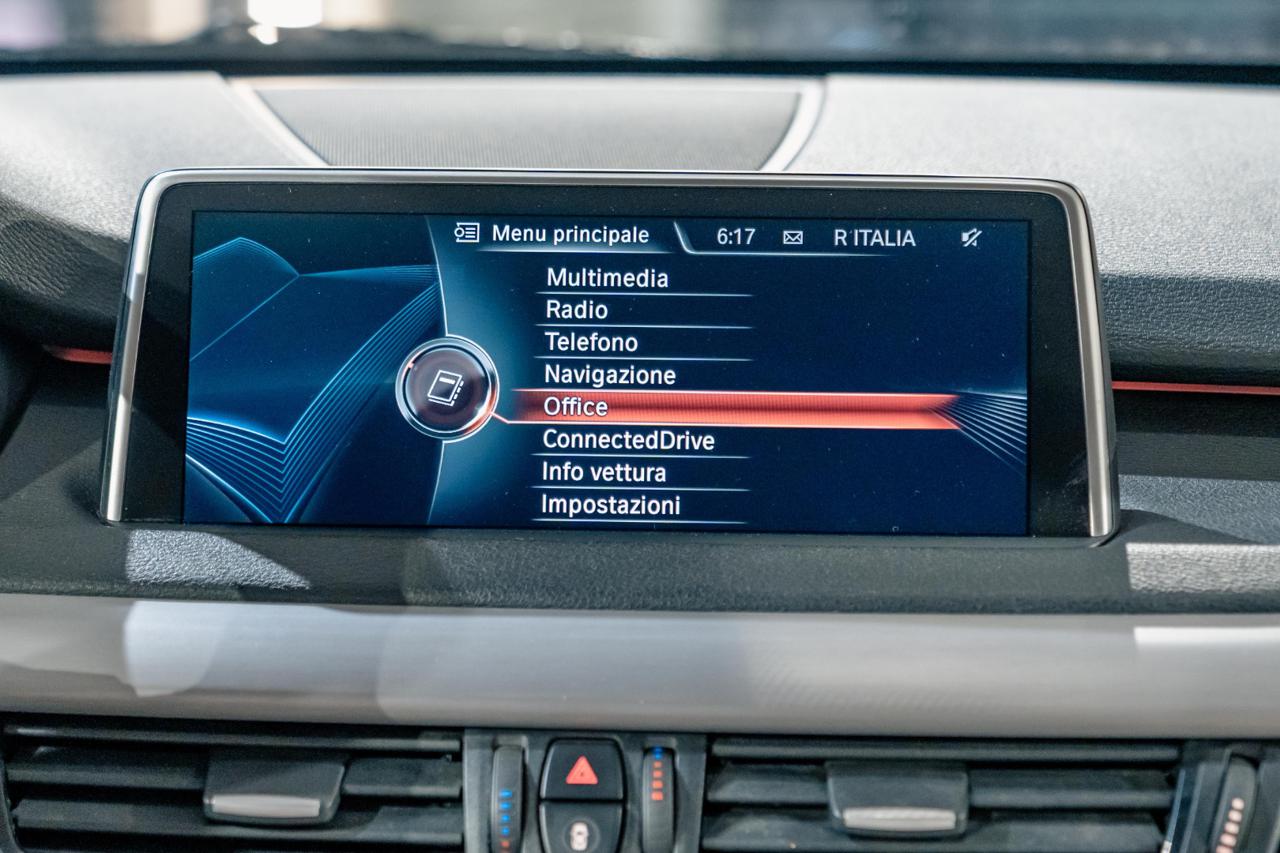 Menu principale 6:17 R ITALIA
Multimedia
Radio
Telefono
Navigazione
Office
ConnectedDrive
Info vettura
Impostazioni